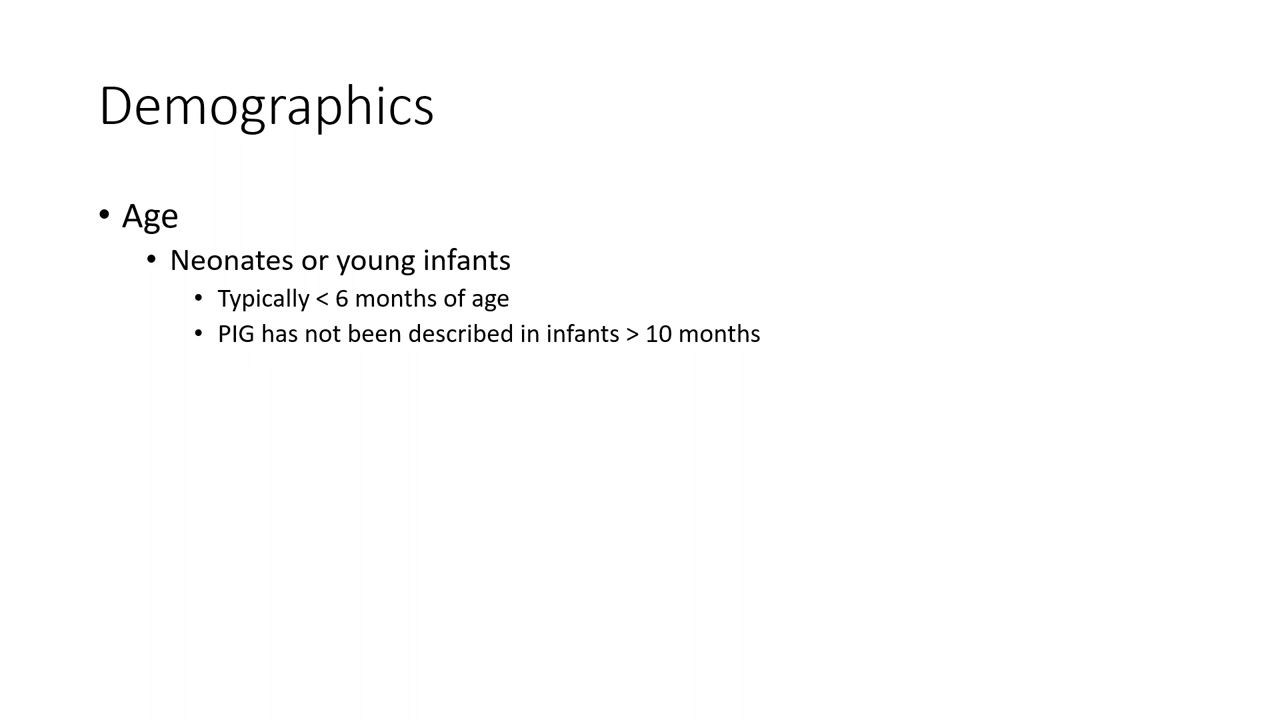 Demographics
• Age
• Neonates or young infants
• Typically < 6 months of age
• PIG has not been described in infants > 10 months